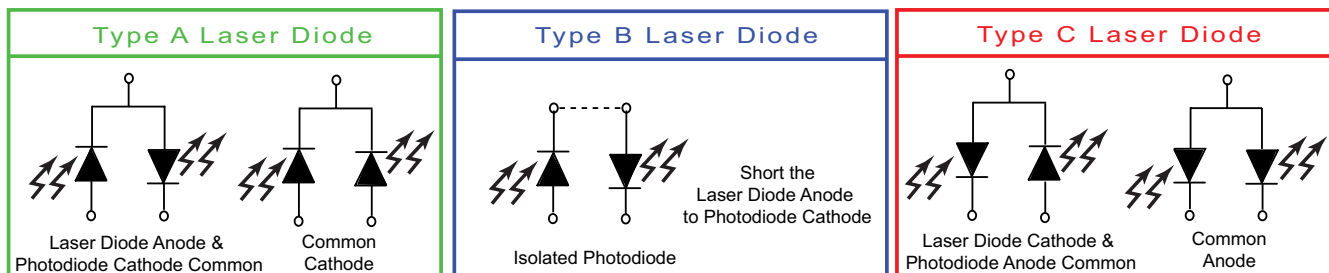 Type A Laser Diode
Laser Diode Anode &
Photodiode Cathode Common
Common
Cathode
Type B Laser Diode
Isolated Photodiode
Short the
Laser Diode Anode
to Photodiode Cathode
Type C Laser Diode
Laser Diode Cathode &
Photodiode Anode Common
Common
Anode